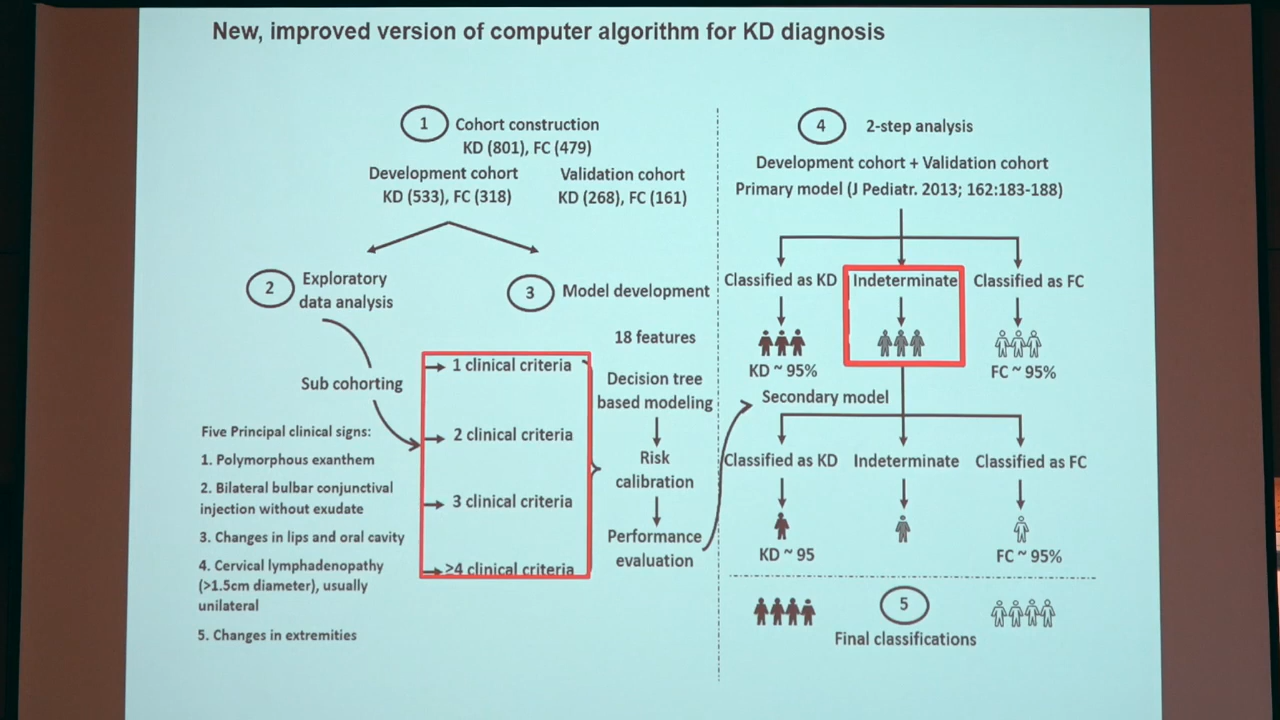 New, improved version of computer algorithm for KD diagnosis
1
Cohort construction
KD (801), FC (479)
Development cohort
KD (533), FC (318)
Validation cohort
KD (268), FC (161)
2
Exploratory
data analysis
3
Model development
18 features
Sub cohorting
1 clinical criteria
2 clinical criteria
3 clinical criteria
≥4 clinical criteria
Decision tree
based modeling
Risk
calibration
Performance
evaluation
Five Principal clinical signs:
1. Polymorphous exanthem
2. Bilateral bulbar conjunctival
injection without exudate
3. Changes in lips and oral cavity
4. Cervical lymphadenopathy
(>1.5cm diameter), usually
unilateral
5. Changes in extremities
4
2-step analysis
Development cohort + Validation cohort
Primary model (J Pediatr. 2013; 162:183-188)
Classified as KD
Indeterminate
Classified as FC
KD ~ 95%
FC ~ 95%
Secondary model
Classified as KD
Indeterminate
Classified as FC
KD ~ 95
FC ~ 95%
5
Final classifications